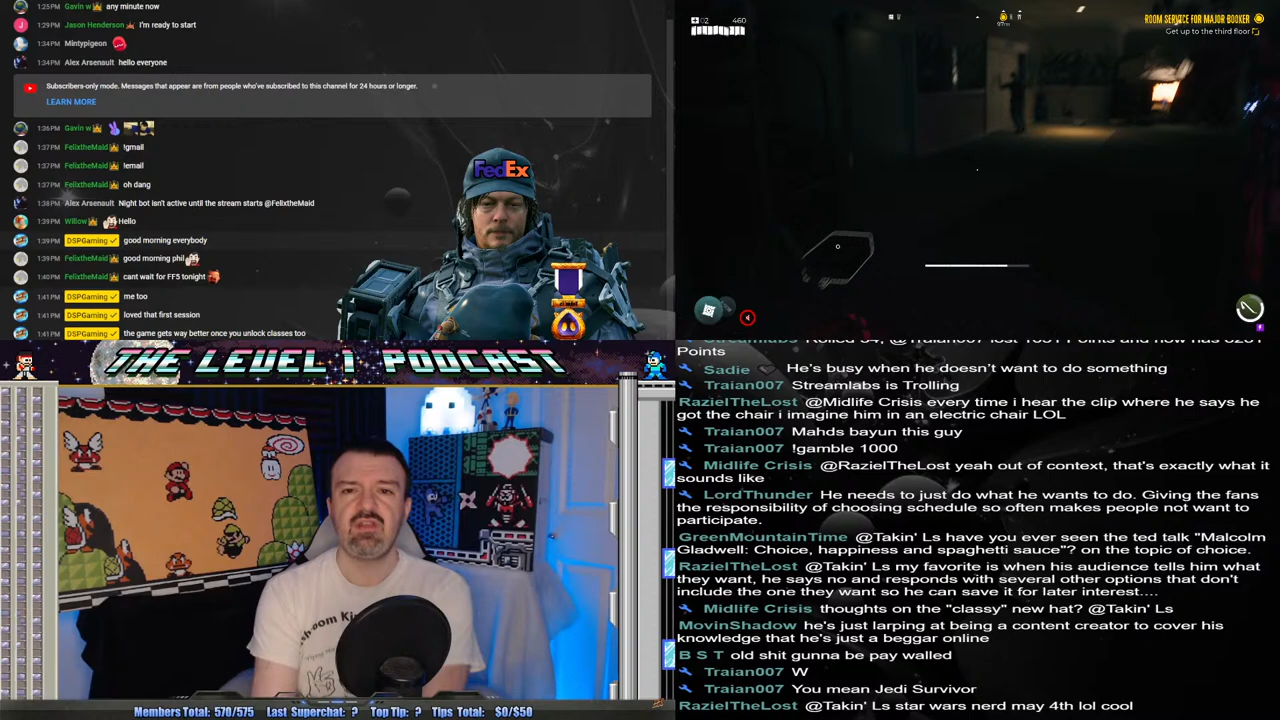 1:25PM Gavin w any minute now
1:29PM Jason Henderson I'm ready to start
1:34PM Mintypigeon
1:34PM Alex Arsenault hello everyone
Subscribers-only mode. Messages that appear are from people who've subscribed to this channel for 24 hours or longer.
LEARN MORE
1:36PM Gavin w
1:37PM FelixtheMaid !gmail
1:37PM FelixtheMaid !email
1:37PM FelixtheMaid oh dang
1:38PM Alex Arsenault Night bot isn't active until the stream starts @FelixtheMaid
1:39PM Willow Hello
1:39PM DSPGaming good morning everybody
1:39PM FelixtheMaid good morning phil
1:40PM FelixtheMaid cant wait for FF5 tonight
1:41PM DSPGaming me too
1:41PM DSPGaming loved that first session
1:41PM DSPGaming the game gets way better once you unlock classes too
FedEx
02 460
ROOM SERVICE FOR MAJOR BOOKER
Get up to the third floor
THE LEVEL 1 PODCAST
Members Total: 570/575 Last Superchat: ? Top Tip: ? Tips Total: $0/$50
Points
Sadie He's busy when he doesn't want to do something
Traian007 Streamlabs is Trolling
RazielTheLost @Midlife Crisis every time i hear the clip where he says he
got the chair i imagine him in an electric chair LOL
Traian007 Mahds bayun this guy
Traian007 !gamble 1000
Midlife Crisis @RazielTheLost yeah out of context, that's exactly what it
sounds like
LordThunder He needs to just do what he wants to do. Giving the fans
the responsibility of choosing schedule so often makes people not want to
participate.
GreenMountainTime @Takin' Ls have you ever seen the ted talk "Malcolm
Gladwell: Choice, happiness and spaghetti sauce"? on the topic of choice.
RazielTheLost @Takin' Ls my favorite is when his audience tells him what
they want, he says no and responds with several other options that don't
include the one they want so he can save it for later interest....
Midlife Crisis thoughts on the "classy" new hat? @Takin' Ls
MovinShadow he's just larping at being a content creator to cover his
knowledge that he's just a beggar online
B S T old shit gunna be pay walled
Traian007 W
Traian007 You mean Jedi Survivor
RazielTheLost @Takin' Ls star wars nerd may 4th lol cool